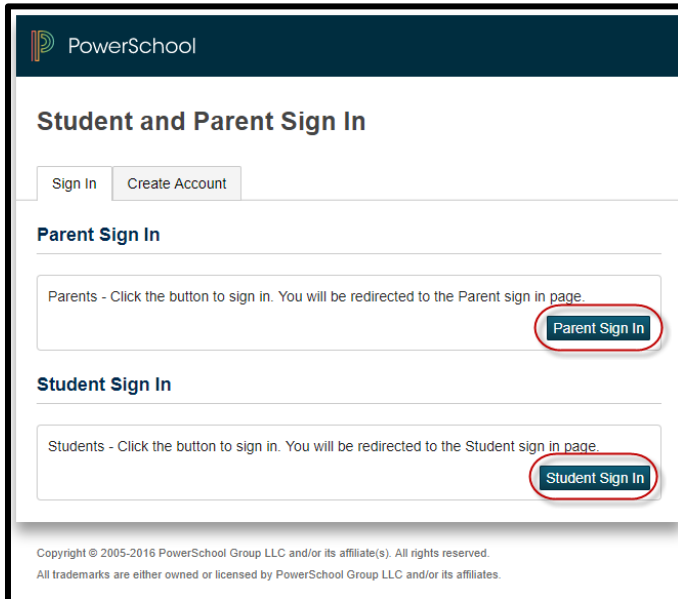 PowerSchool
Student and Parent Sign In
Sign In Create Account
Parent Sign In
Parents - Click the button to sign in. You will be redirected to the Parent sign in page.
Parent Sign In
Student Sign In
Students - Click the button to sign in. You will be redirected to the Student sign in page.
Student Sign In
Copyright © 2005-2016 PowerSchool Group LLC and/or its affiliate(s). All rights reserved.
All trademarks are either owned or licensed by PowerSchool Group LLC and/or its affiliates.